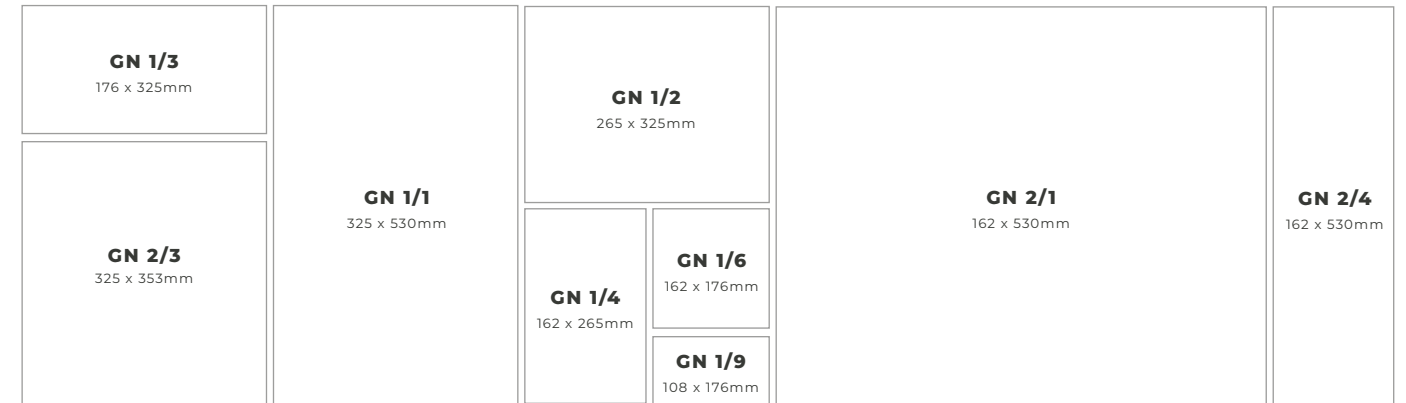 GN 1/3
176 x 325mm
GN 2/3
325 x 353mm
GN 1/1
325 x 530mm
GN 1/2
265 x 325mm
GN 1/4
162 x 265mm
GN 1/6
162 x 176mm
GN 1/9
108 x 176mm
GN 2/1
162 x 530mm
GN 2/4
162 x 530mm